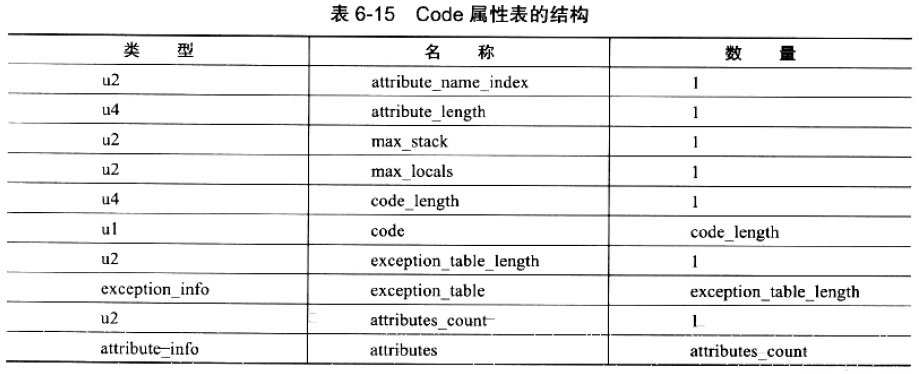 表 6-15 Code 属性表的结构
类 型 名 称 数 量
u2 attribute_name_index 1
u4 attribute_length 1
u2 max_stack 1
u2 max_locals 1
u4 code_length 1
u1 code code_length
u2 exception_table_length 1
exception_info exception_table exception_table_length
u2 attributes_count 1
attribute_info attributes attributes_count